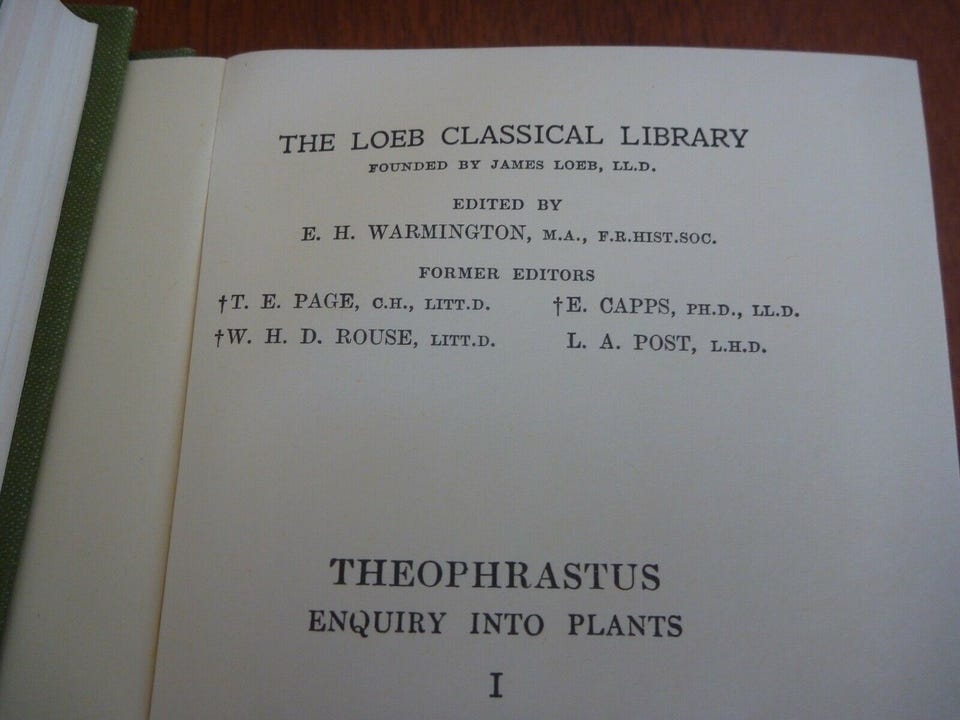 THE LOEB CLASSICAL LIBRARY
FOUNDED BY JAMES LOEB, LL.D.
EDITED BY
E. H. WARMINGTON, M.A., F.R.HIST.SOC.
FORMER EDITORS
†T. E. PAGE, C.H., LITT.D. †E. CAPPS, PH.D., LL.D.
†W. H. D. ROUSE, LITT.D. L. A. POST, L.H.D.
THEOPHRASTUS
ENQUIRY INTO PLANTS
I